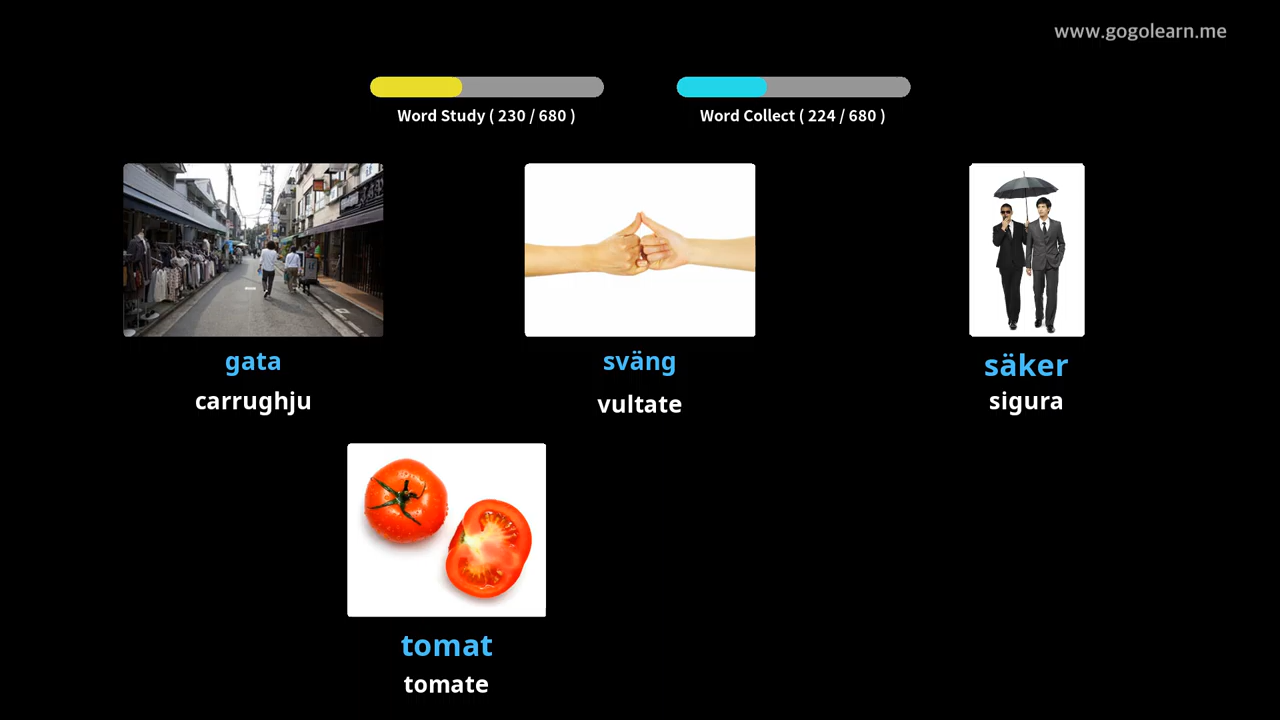 www.gogolearn.me
Word Study ( 230 / 680 )
Word Collect ( 224 / 680 )
gata
carrughju
sväng
vultate
säker
sigura
tomat
tomate